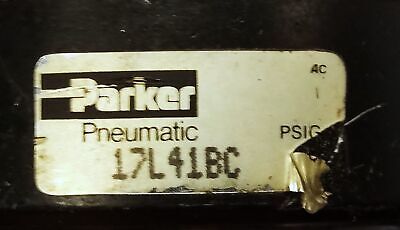 AC
Parker
Pneumatic PSIG
17L41BC